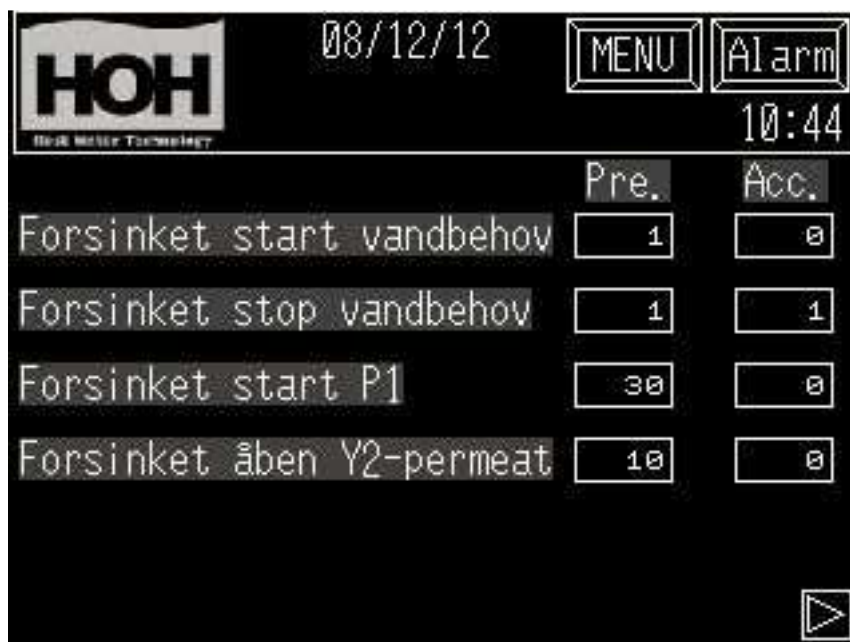 08/12/12 MENU Alarm
HOH
10:44
Pre. Acc.
Forsinket start vandbehov 1 0
Forsinket stop vandbehov 1 1
Forsinket start P1 30 0
Forsinket åben Y2-permeat 10 0